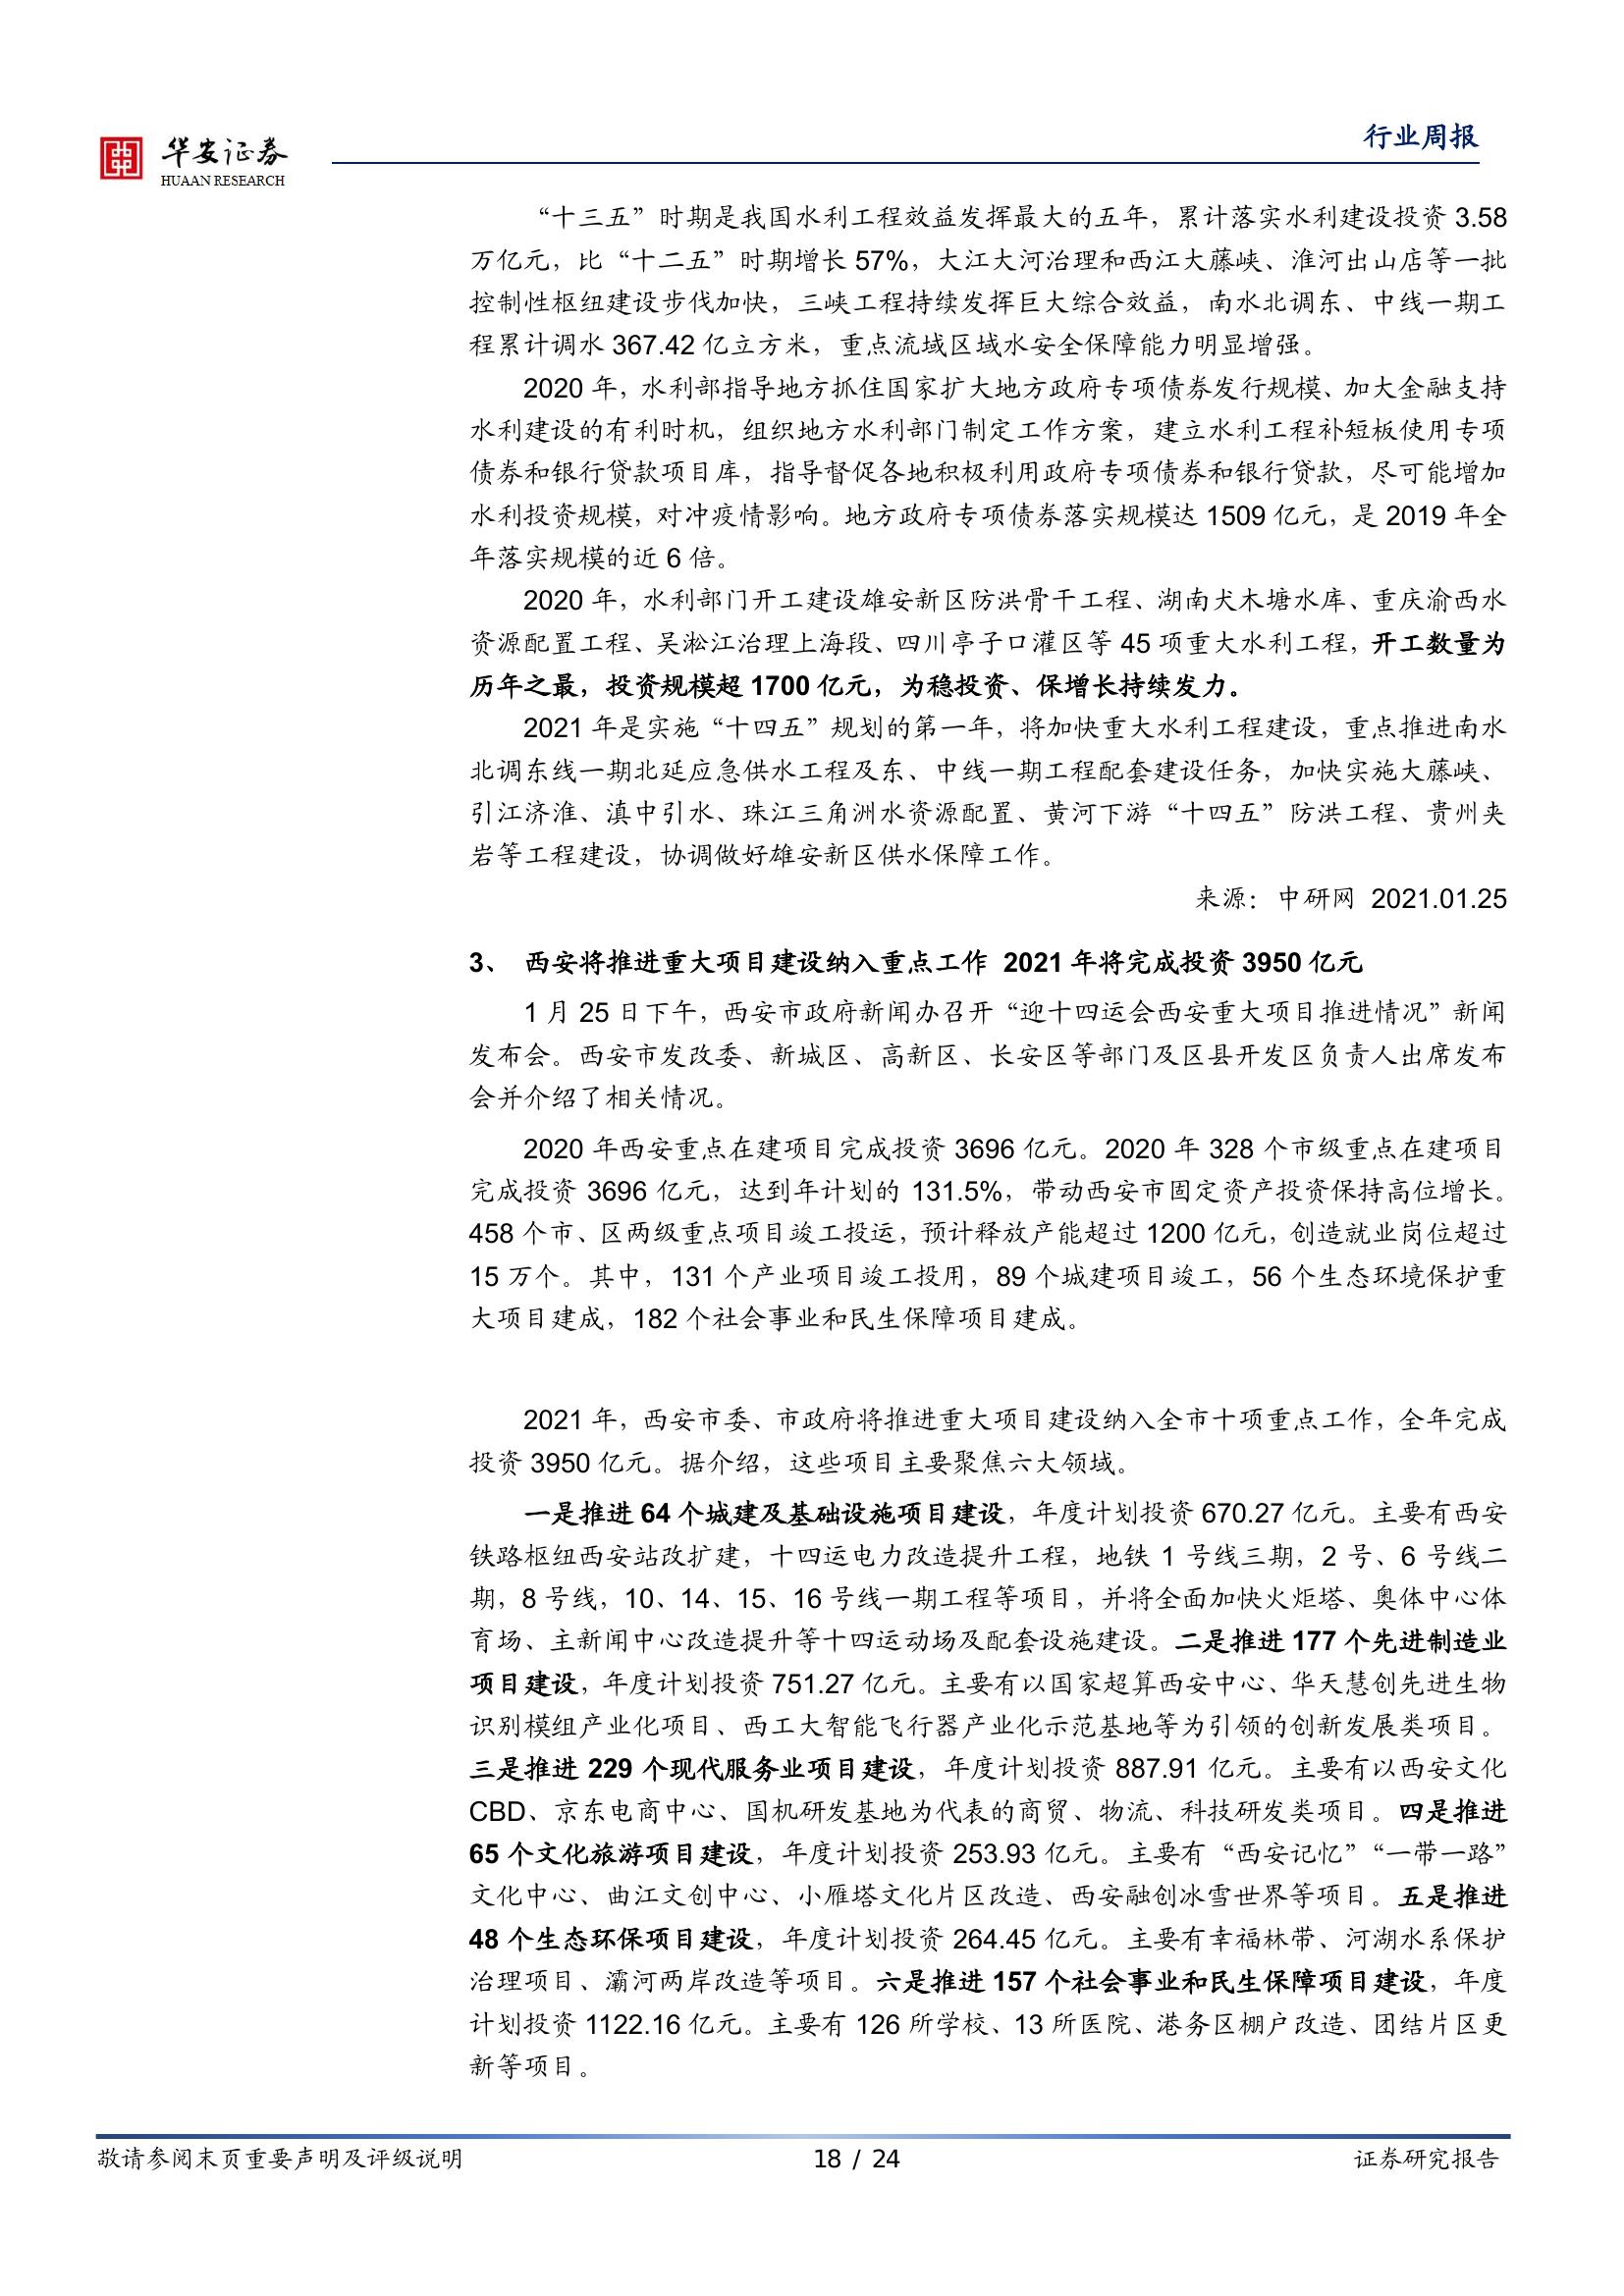 华安证券
HUAAN RESEARCH
行业周报
“十三五”时期是我国水利工程效益发挥最大的五年，累计落实水利建设投资 3.58
万亿元，比“十二五”时期增长 57%，大江大河治理和西江大藤峡、淮河出山店等一批
控制性枢纽建设步伐加快，三峡工程持续发挥巨大综合效益，南水北调东、中线一期工
程累计调水 367.42 亿立方米，重点流域区域水安全保障能力明显增强。
2020 年，水利部指导地方抓住国家扩大地方政府专项债券发行规模、加大金融支持
水利建设的有利时机，组织地方水利部门制定工作方案，建立水利工程补短板使用专项
债券和银行贷款项目库，指导督促各地积极利用政府专项债券和银行贷款，尽可能增加
水利投资规模，对冲疫情影响。地方政府专项债券落实规模达 1509 亿元，是 2019 年全
年落实规模的近 6 倍。
2020 年，水利部门开工建设雄安新区防洪骨干工程、湖南犬木塘水库、重庆渝西水
资源配置工程、吴淞江治理上海段、四川亭子口灌区等 45 项重大水利工程，开工数量为
历年之最，投资规模超 1700 亿元，为稳投资、保增长持续发力。
2021 年是实施“十四五”规划的第一年，将加快重大水利工程建设，重点推进南水
北调东线一期北延应急供水工程及东、中线一期工程配套建设任务，加快实施大藤峡、
引江济淮、滇中引水、珠江三角洲水资源配置、黄河下游“十四五”防洪工程、贵州夹
岩等工程建设，协调做好雄安新区供水保障工作。
来源：中研网 2021.01.25
3、 西安将推进重大项目建设纳入重点工作 2021 年将完成投资 3950 亿元
1 月 25 日下午，西安市政府新闻办召开“迎十四运会西安重大项目推进情况”新闻
发布会。西安市发改委、新城区、高新区、长安区等部门及区县开发区负责人出席发布
会并介绍了相关情况。
2020 年西安重点在建项目完成投资 3696 亿元。2020 年 328 个市级重点在建项目
完成投资 3696 亿元，达到年计划的 131.5%，带动西安市固定资产投资保持高位增长。
458 个市、区两级重点项目竣工投运，预计释放产能超过 1200 亿元，创造就业岗位超过
15 万个。其中，131 个产业项目竣工投用，89 个城建项目竣工，56 个生态环境保护重
大项目建成，182 个社会事业和民生保障项目建成。
2021 年，西安市委、市政府将推进重大项目建设纳入全市十项重点工作，全年完成
投资 3950 亿元。据介绍，这些项目主要聚焦六大领域。
一是推进 64 个城建及基础设施项目建设，年度计划投资 670.27 亿元。主要有西安
铁路枢纽西安站改扩建，十四运电力改造提升工程，地铁 1 号线三期，2 号、6 号线二
期，8 号线，10、14、15、16 号线一期工程等项目，并将全面加快火炬塔、奥体中心体
育场、主新闻中心改造提升等十四运动场及配套设施建设。二是推进 177 个先进制造业
项目建设，年度计划投资 751.27 亿元。主要有以国家超算西安中心、华天慧创先进生物
识别模组产业化项目、西工大智能飞行器产业化示范基地等为引领的创新发展类项目。
三是推进 229 个现代服务业项目建设，年度计划投资 887.91 亿元。主要有以西安文化
CBD、京东电商中心、国机研发基地为代表的商贸、物流、科技研发类项目。四是推进
65 个文化旅游项目建设，年度计划投资 253.93 亿元。主要有“西安记忆”“一带一路”
文化中心、曲江文创中心、小雁塔文化片区改造、西安融创冰雪世界等项目。五是推进
48 个生态环保项目建设，年度计划投资 264.45 亿元。主要有幸福林带、河湖水系保护
治理项目、灞河两岸改造等项目。六是推进 157 个社会事业和民生保障项目建设，年度
计划投资 1122.16 亿元。主要有 126 所学校、13 所医院、港务区棚户改造、团结片区更
新等项目。
敬请参阅末页重要声明及评级说明
18 / 24
证券研究报告